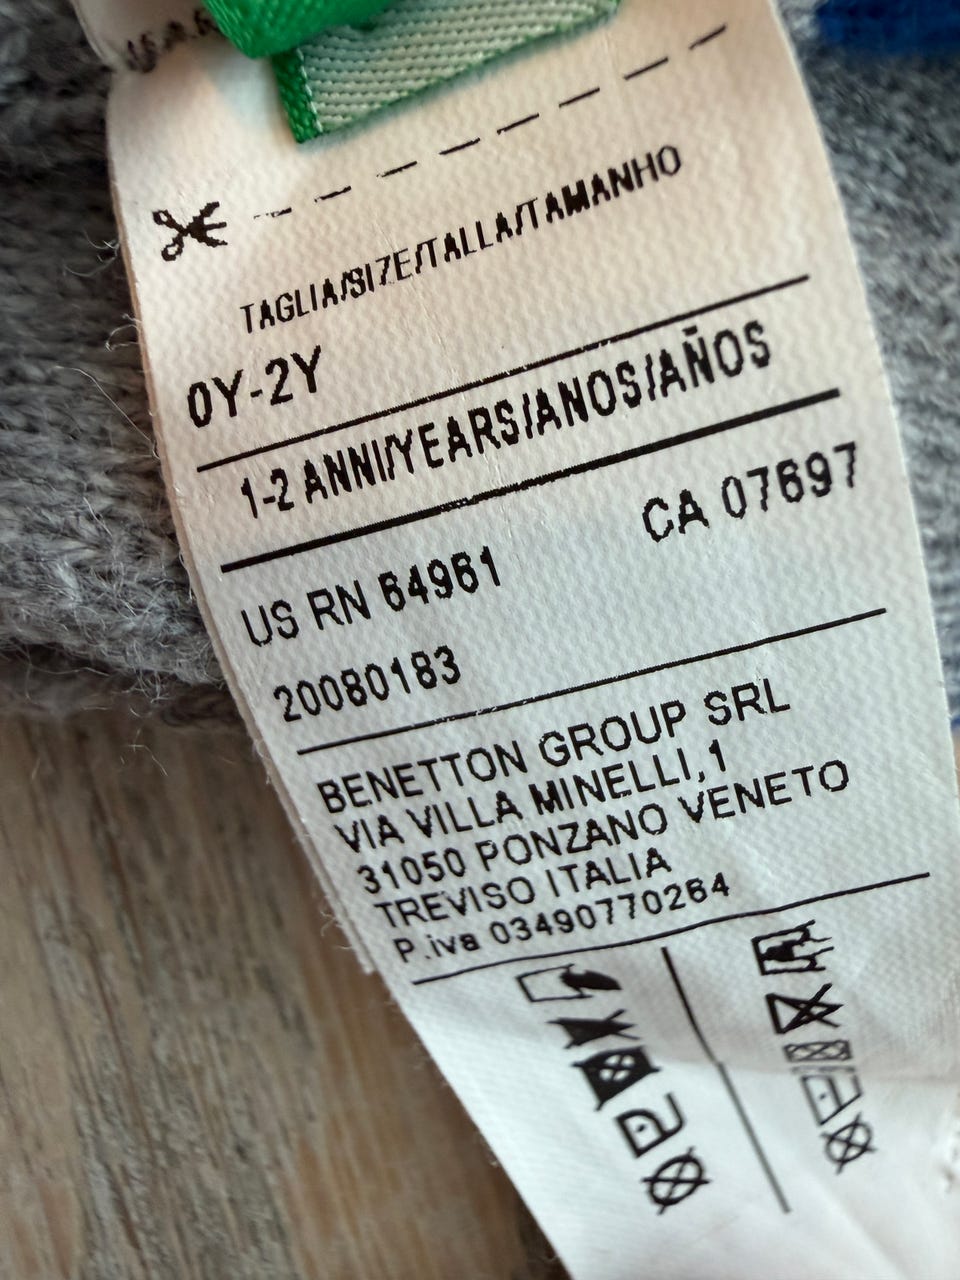 TAGLIA/SIZE/TALLA/TAMANHO
0Y-2Y
1-2 ANNI/YEARS/ANOS/AÑOS
CA 07697
US RN 64961
20080183
BENETTON GROUP SRL
VIA VILLA MINELLI,1
31050 PONZANO VENETO
TREVISO ITALIA
P.iva 03490770264